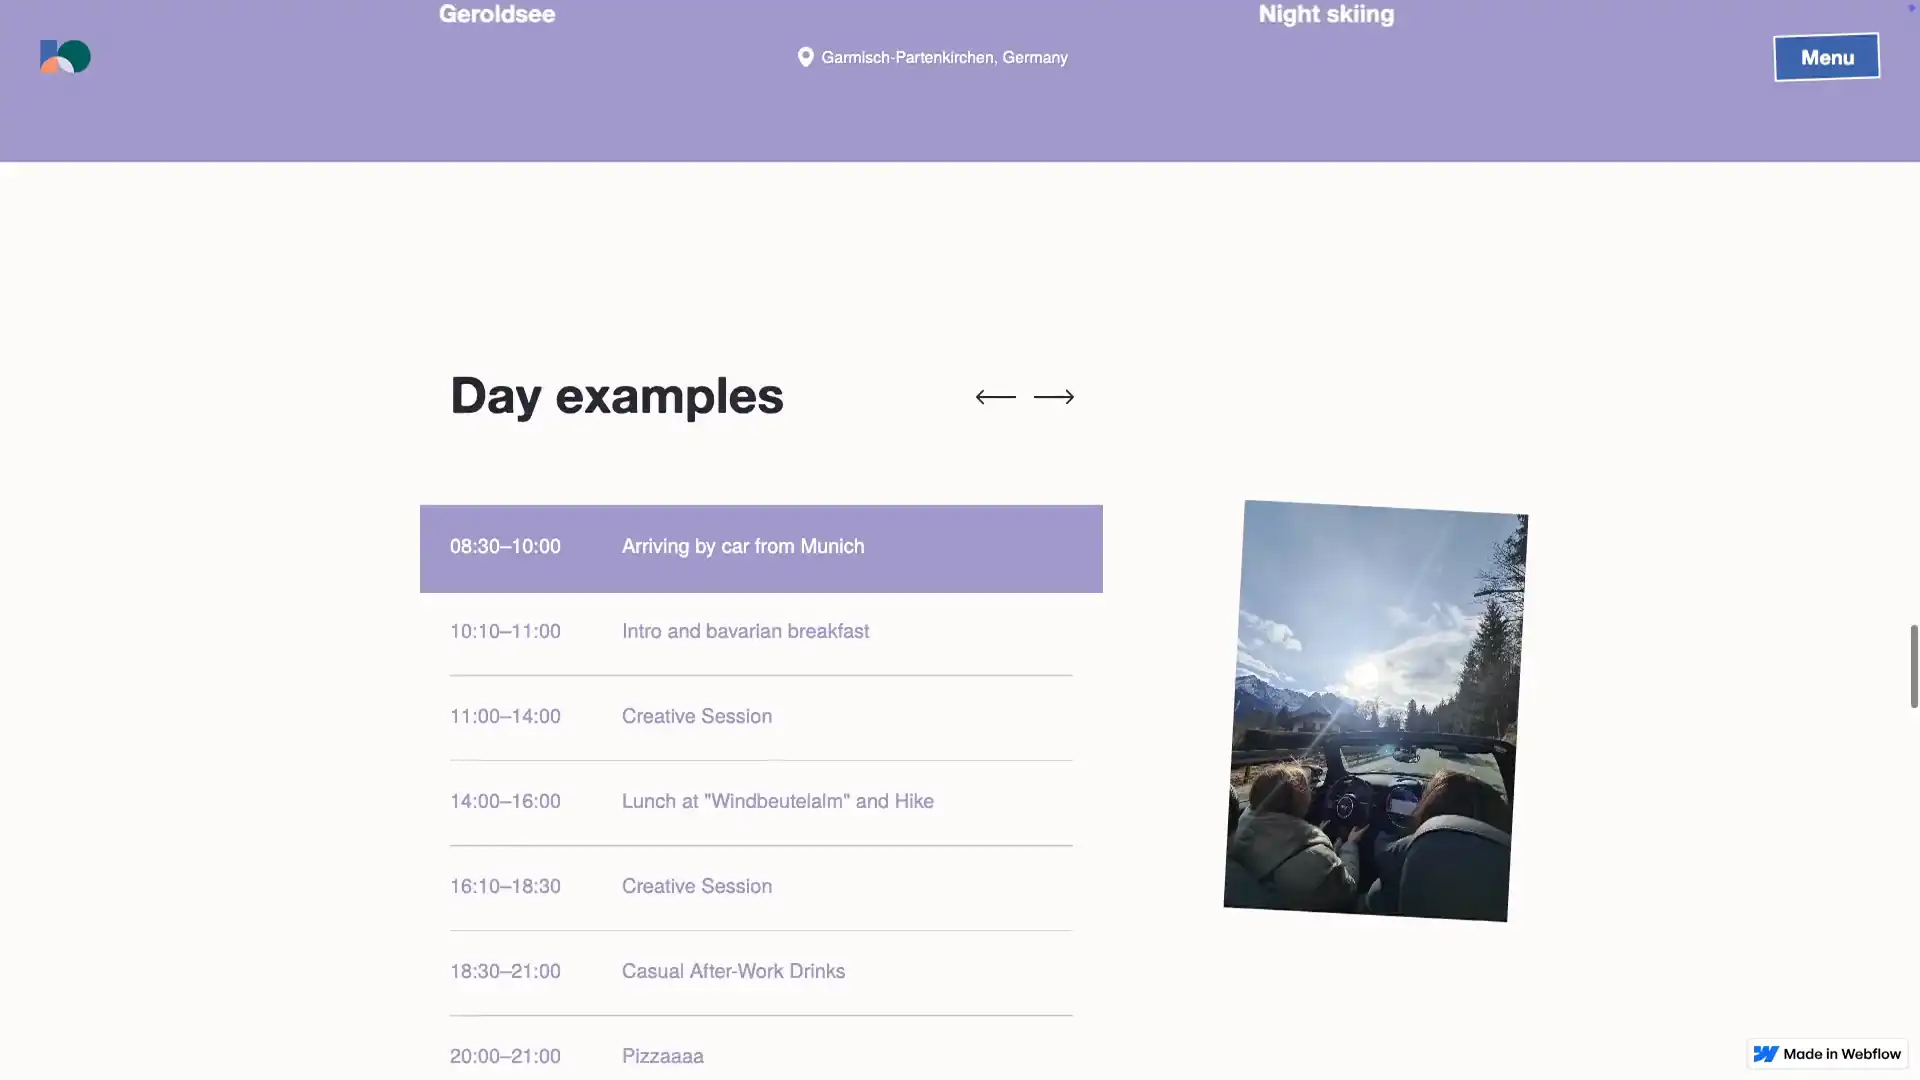 Geroldsee
Night skiing
Garmisch-Partenkirchen, Germany
Menu
Day examples
08:30–10:00 Arriving by car from Munich
10:10–11:00 Intro and bavarian breakfast
11:00–14:00 Creative Session
14:00–16:00 Lunch at "Windbeutelalm" and Hike
16:10–18:30 Creative Session
18:30–21:00 Casual After-Work Drinks
20:00–21:00 Pizzaaaa
Made in Webflow